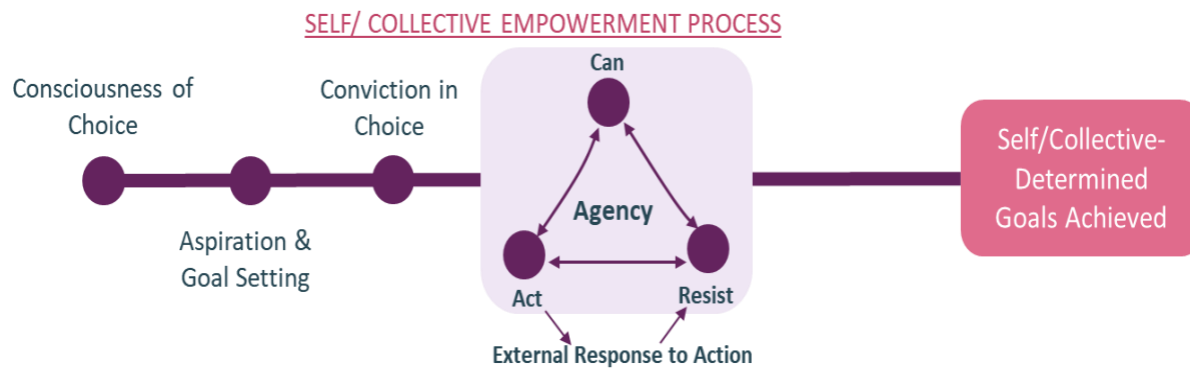 SELF/ COLLECTIVE EMPOWERMENT PROCESS
Consciousness of
Choice
Aspiration &
Goal Setting
Conviction in
Choice
Can
Agency
Act
Resist
External Response to Action
Self/Collective-
Determined
Goals Achieved